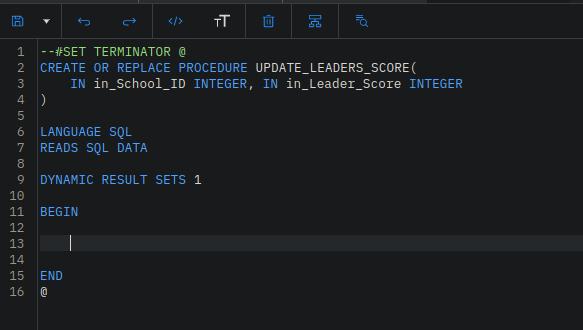 </> TT
1 --#SET TERMINATOR @
2 CREATE OR REPLACE PROCEDURE UPDATE_LEADERS_SCORE(
3     IN in_School_ID INTEGER, IN in_Leader_Score INTEGER
4 )
5
6 LANGUAGE SQL
7 READS SQL DATA
8
9 DYNAMIC RESULT SETS 1
10
11 BEGIN
12
13
14
15 END
16 @